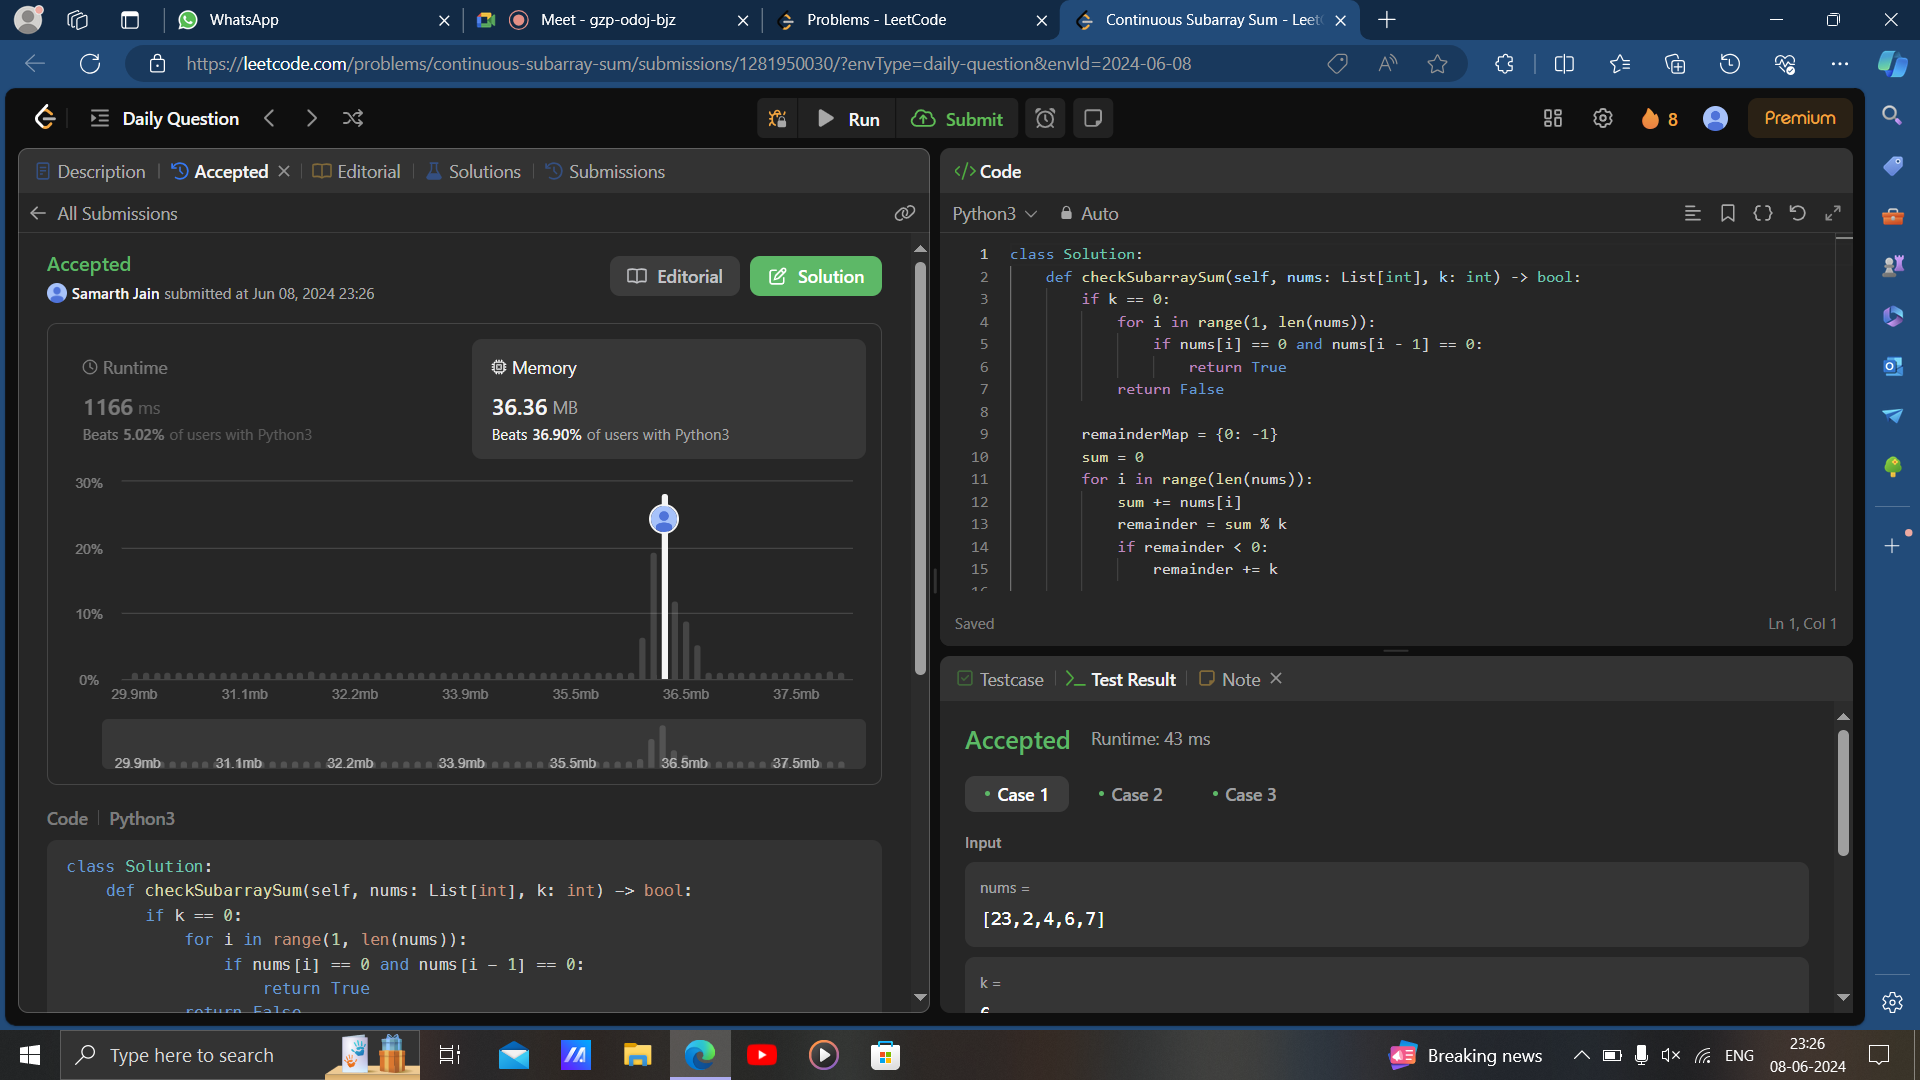 WhatsApp
Meet - gzp-odoj-bjz
Problems - LeetCode
Continuous Subarray Sum - Leet
https://leetcode.com/problems/continuous-subarray-sum/submissions/1281950030/?envType=daily-question&envId=2024-06-08
Daily Question
Run
Submit
8
Premium
Description
Accepted
Editorial
Solutions
Submissions
All Submissions
Accepted
Samarth Jain submitted at Jun 08, 2024 23:26
Editorial
Solution
Runtime
1166 ms
Beats 5.02% of users with Python3
Memory
36.36 MB
Beats 36.90% of users with Python3
30%
20%
10%
0%
29.9mb 31.1mb 32.2mb 33.9mb 35.5mb 36.5mb 37.5mb
29.9mb 31.1mb 32.2mb 33.9mb 35.5mb 36.5mb 37.5mb
Code | Python3
class Solution:
def checkSubarraySum(self, nums: List[int], k: int) -> bool:
if k == 0:
for i in range(1, len(nums)):
if nums[i] == 0 and nums[i - 1] == 0:
return True
return False
Code
Python3
Auto
1 class Solution:
2 def checkSubarraySum(self, nums: List[int], k: int) -> bool:
3 if k == 0:
4 for i in range(1, len(nums)):
5 if nums[i] == 0 and nums[i - 1] == 0:
6 return True
7 return False
8
9 remainderMap = {0: -1}
10 sum = 0
11 for i in range(len(nums)):
12 sum += nums[i]
13 remainder = sum % k
14 if remainder < 0:
15 remainder += k
16
Saved
Ln 1, Col 1
Testcase
Test Result
Note
Accepted
Runtime: 43 ms
Case 1
Case 2
Case 3
Input
nums =
[23,2,4,6,7]
k =
6
Type here to search
Breaking news
ENG
23:26
08-06-2024